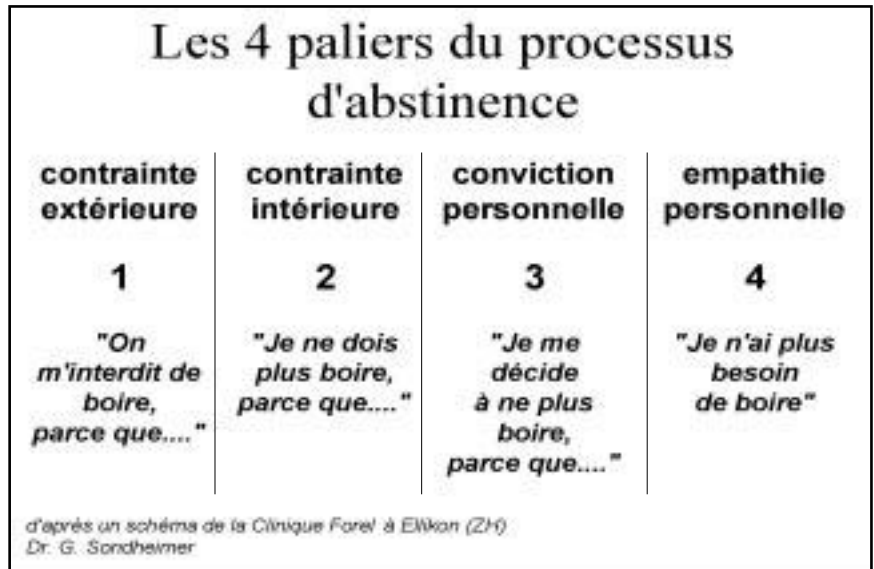 Les 4 paliers du processus
d'abstinence
contrainte
extérieure
1
"On
m'interdit de
boire,
parce que...."
contrainte
intérieure
2
"Je ne dois
plus boire,
parce que...."
conviction
personnelle
3
"Je me
décide
à ne plus
boire,
parce que...."
empathie
personnelle
4
"Je n'ai plus
besoin
de boire"
d'après un schéma de la Clinique Forel à Ellikon (ZH)
Dr. G. Sondheimer